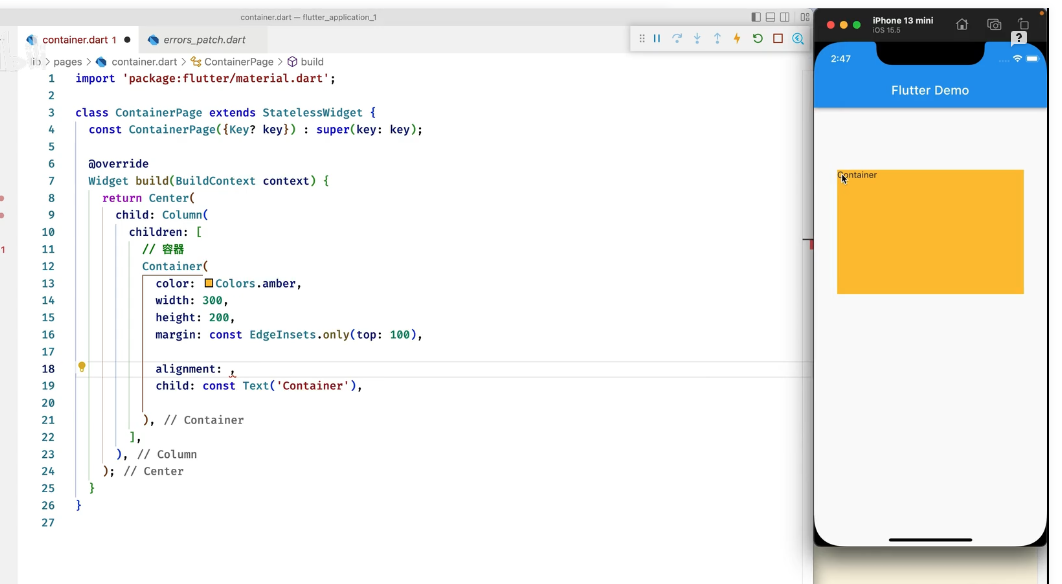 container.dart — flutter_application_1
container.dart 1
errors_patch.dart
lib > pages > container.dart > ContainerPage > build
1 import 'package:flutter/material.dart';
2
3 class ContainerPage extends StatelessWidget {
4 const ContainerPage({Key? key}) : super(key: key);
5
6 @override
7 Widget build(BuildContext context) {
8 return Center(
9 child: Column(
10 children: [
11 // 容器
12 Container(
13 color: Colors.amber,
14 width: 300,
15 height: 200,
16 margin: const EdgeInsets.only(top: 100),
17
18 alignment: ,
19 child: const Text('Container'),
20
21 ), // Container
22 ],
23 ), // Column
24 ); // Center
25 }
26 }
27
1
iPhone 13 mini
iOS 15.5
?
2:47
Flutter Demo
Container